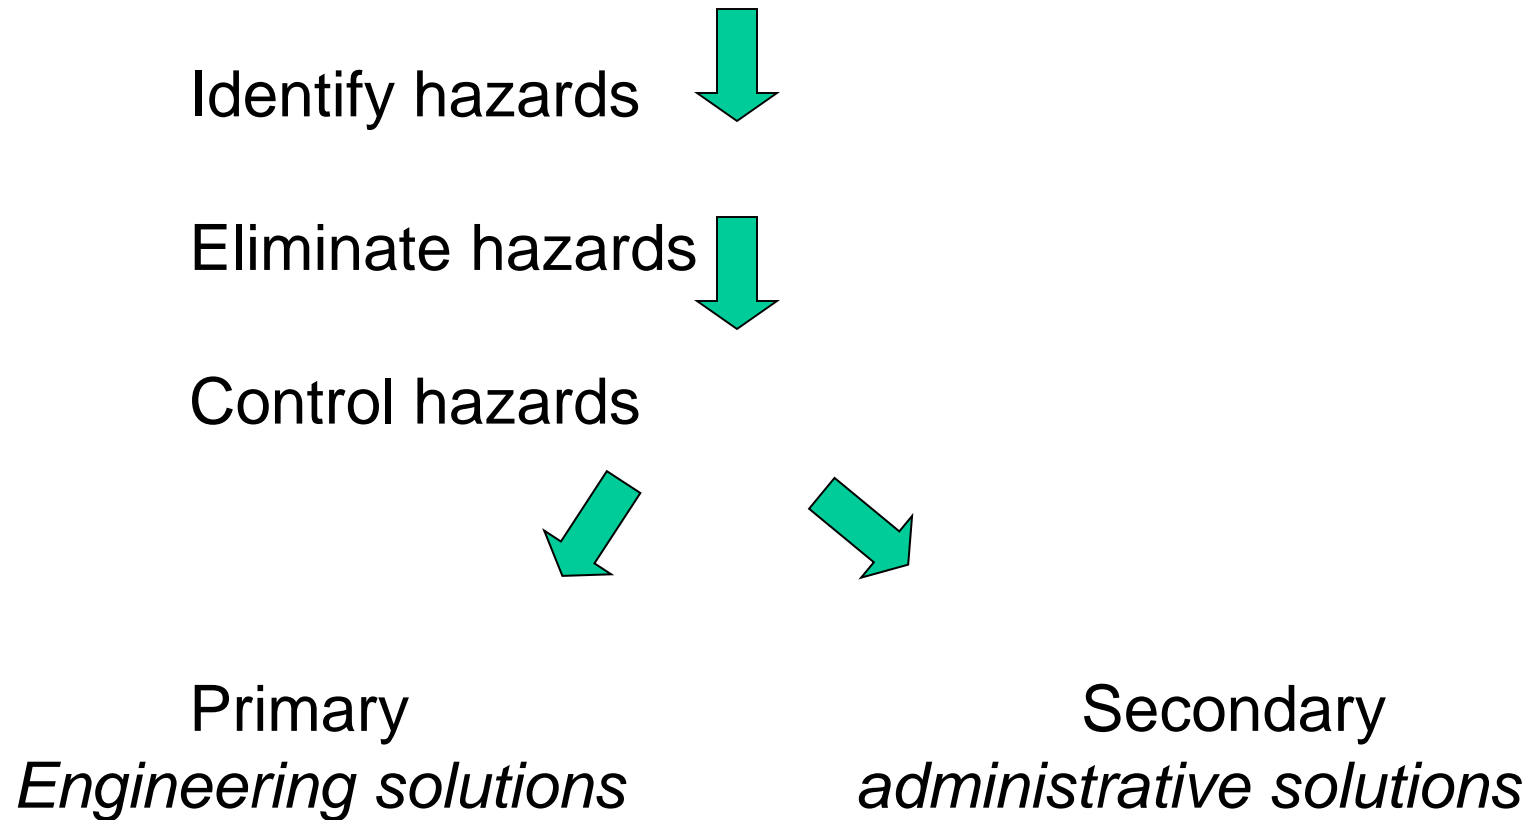 Identify hazards
Eliminate hazards
Control hazards
Primary Secondary
Engineering solutions administrative solutions